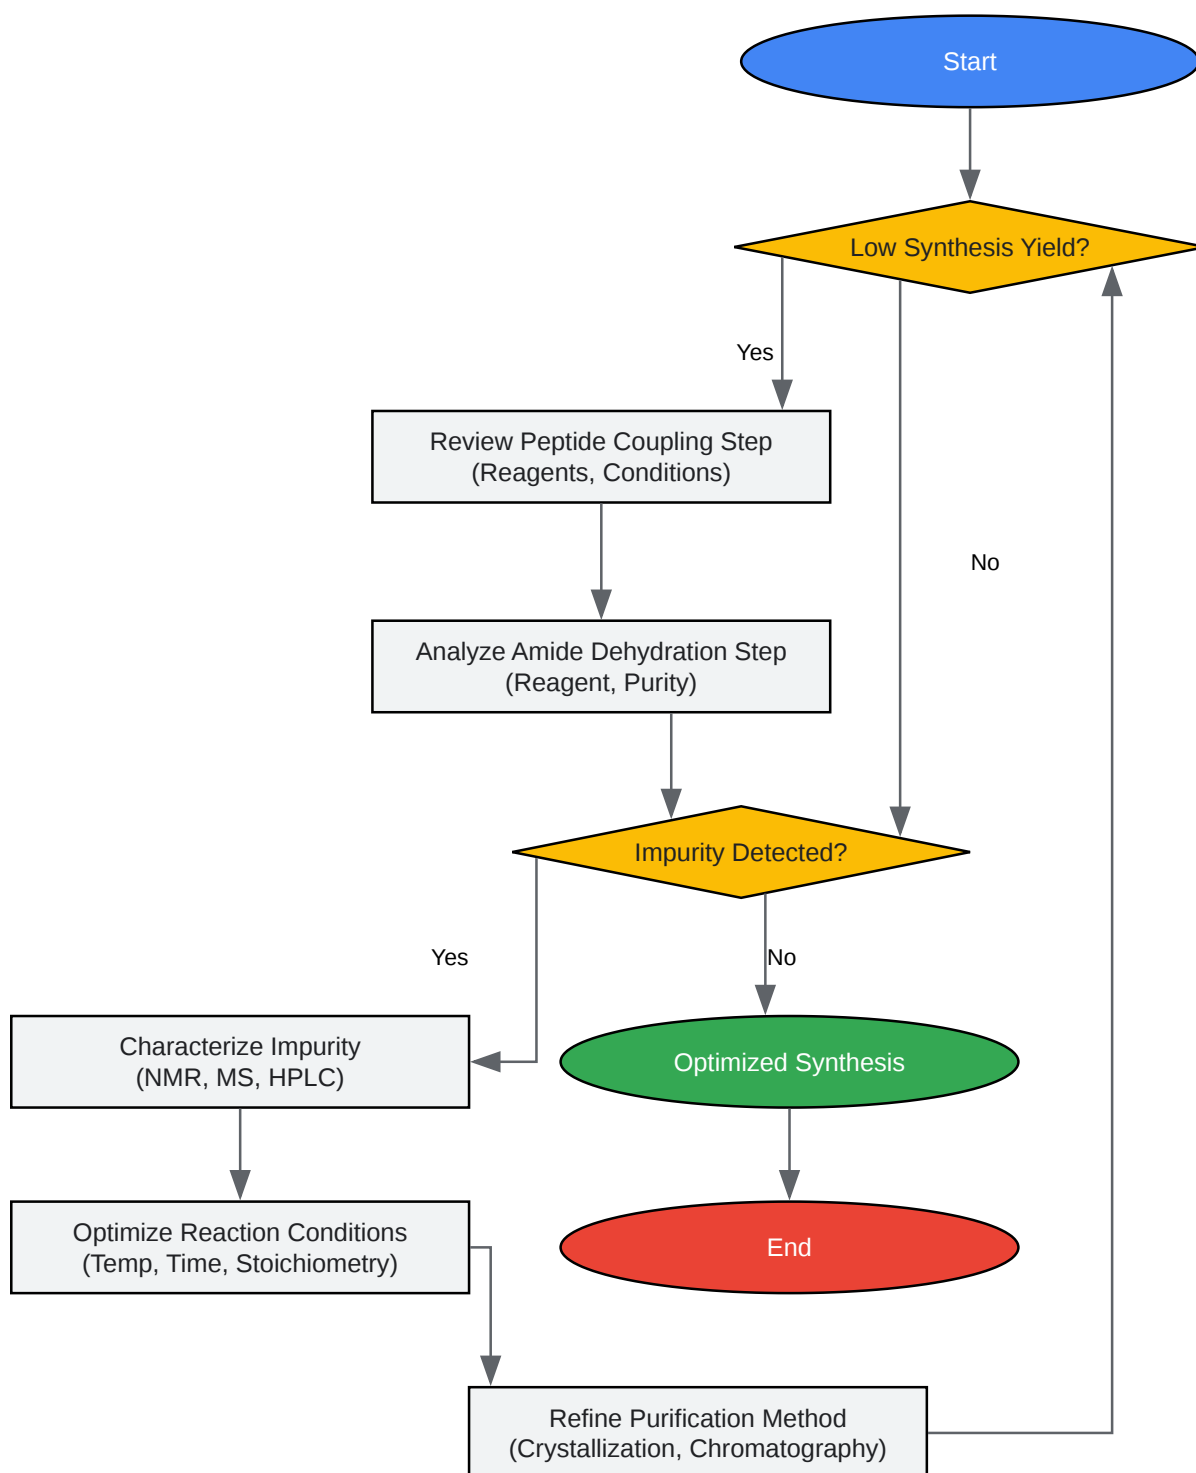 Start
Low Synthesis Yield?
Yes
Review Peptide Coupling Step
(Reagents, Conditions)
No
Analyze Amide Dehydration Step
(Reagent, Purity)
Impurity Detected?
Yes
No
Characterize Impurity
(NMR, MS, HPLC)
Optimized Synthesis
Optimize Reaction Conditions
(Temp, Time, Stoichiometry)
End
Refine Purification Method
(Crystallization, Chromatography)